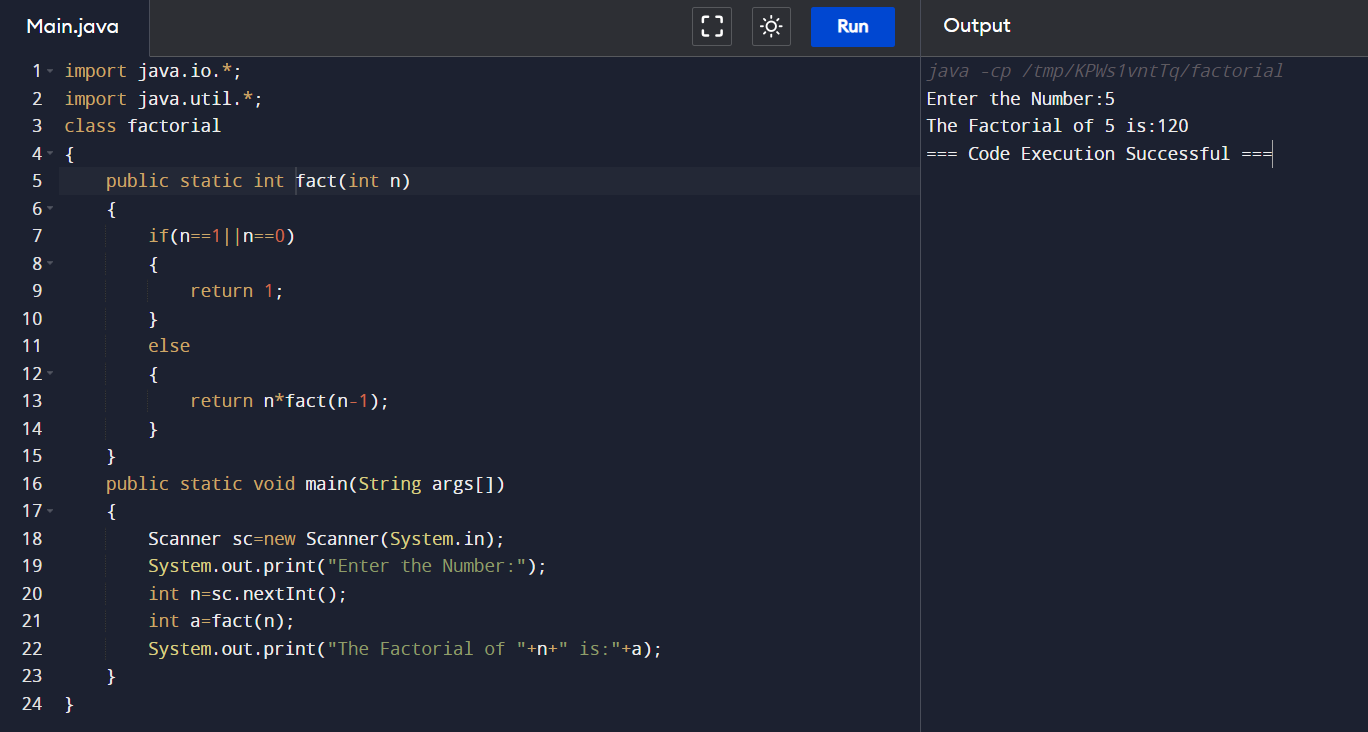 Main.java
Run
Output
1 import java.io.*;
2 import java.util.*;
3 class factorial
4 {
5     public static int fact(int n)
6     {
7         if(n==1||n==0)
8         {
9             return 1;
10         }
11         else
12         {
13             return n*fact(n-1);
14         }
15     }
16     public static void main(String args[])
17     {
18         Scanner sc=new Scanner(System.in);
19         System.out.print("Enter the Number:");
20         int n=sc.nextInt();
21         int a=fact(n);
22         System.out.print("The Factorial of "+n+" is:"+a);
23     }
24 }
java -cp /tmp/KPWs1vntTq/factorial
Enter the Number:5
The Factorial of 5 is:120
=== Code Execution Successful ===